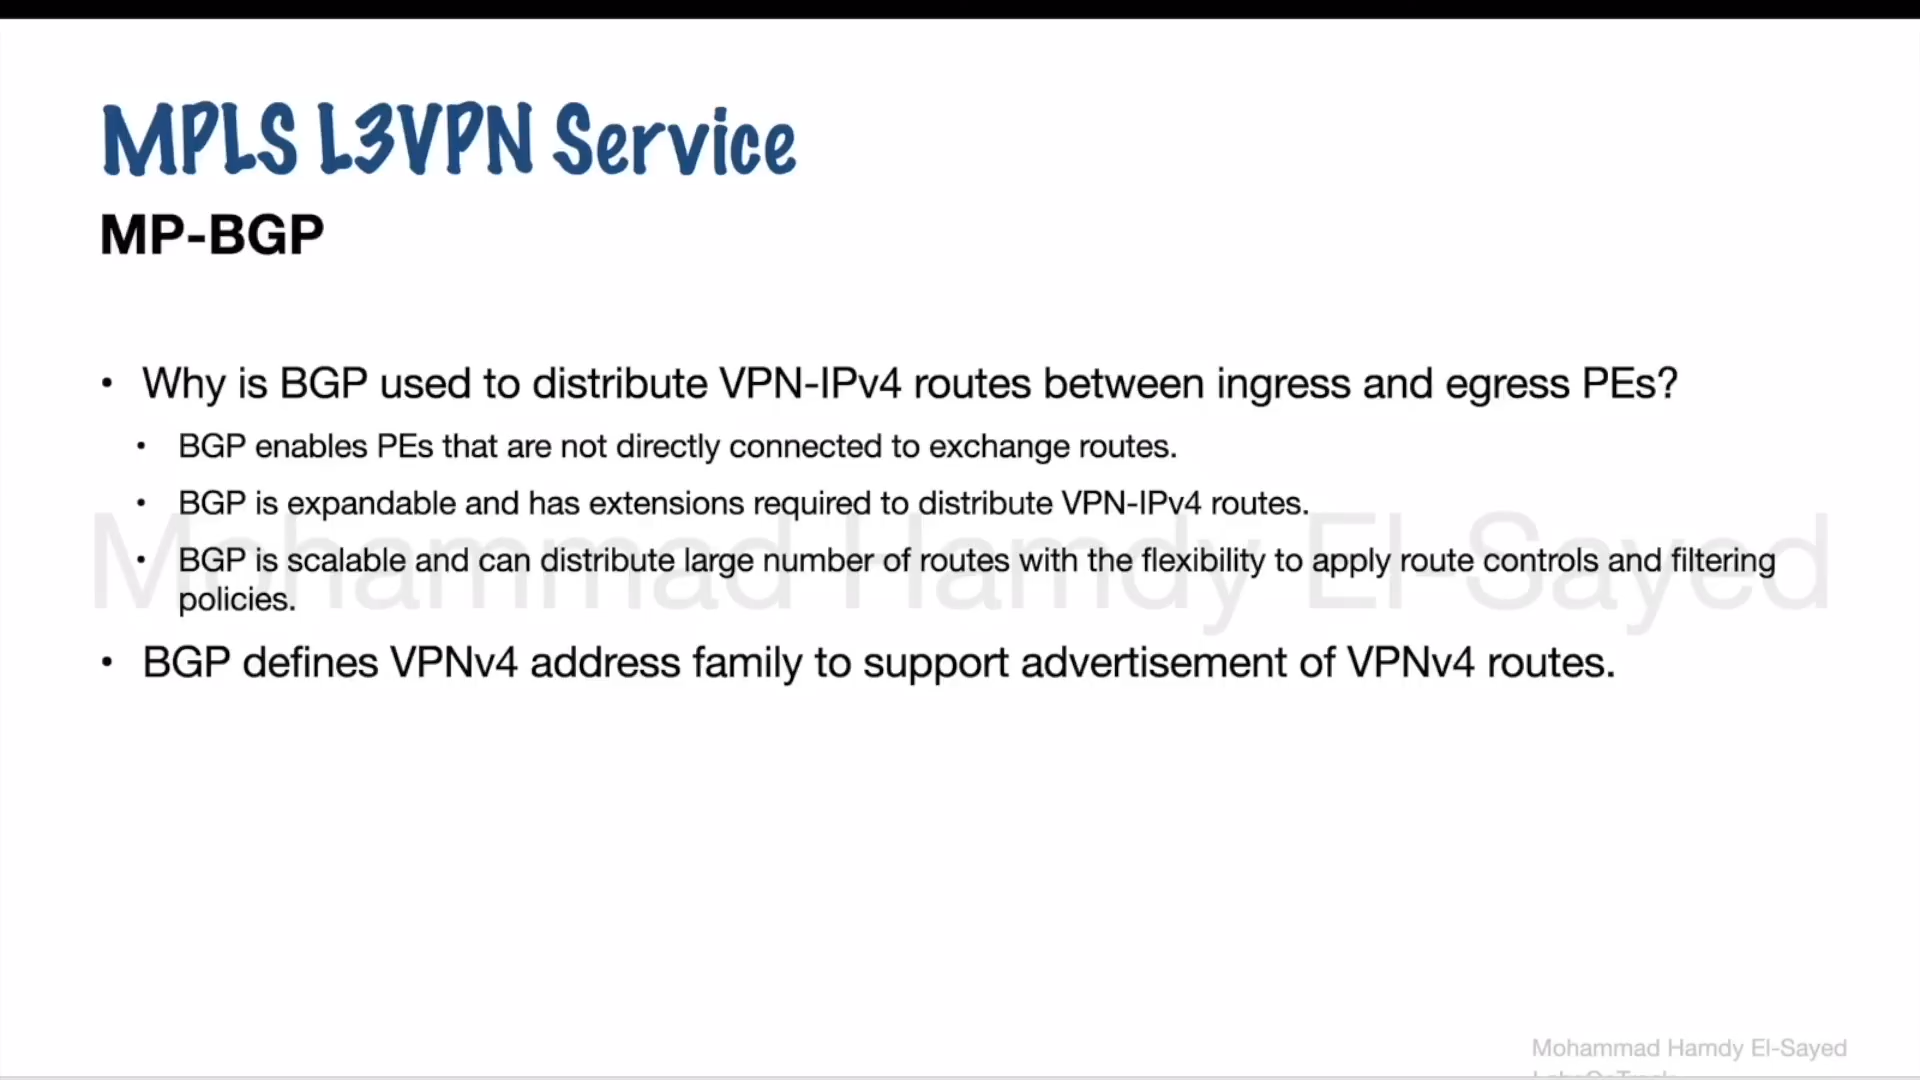 MPLS L3VPN Service
MP-BGP
• Why is BGP used to distribute VPN-IPv4 routes between ingress and egress PEs?
• BGP enables PEs that are not directly connected to exchange routes.
• BGP is expandable and has extensions required to distribute VPN-IPv4 routes.
• BGP is scalable and can distribute large number of routes with the flexibility to apply route controls and filtering
policies.
• BGP defines VPNv4 address family to support advertisement of VPNv4 routes.
Mohammad Hamdy El-Sayed
Mohammad Hamdy El-Sayed